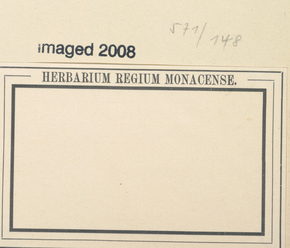 571/148
imaged 2008
HERBARIUM REGIUM MONACENSE.